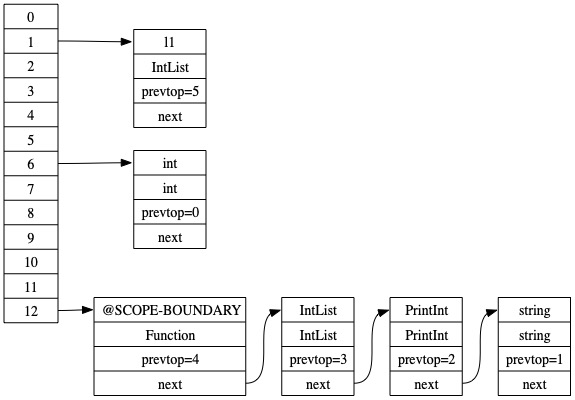 0
1
2
3
4
5
6
7
8
9
10
11
12
l1
IntList
prevtop=5
next
int
int
prevtop=0
next
@SCOPE-BOUNDARY
Function
prevtop=4
next
IntList
IntList
prevtop=3
next
PrintInt
PrintInt
prevtop=2
next
string
string
prevtop=1
next